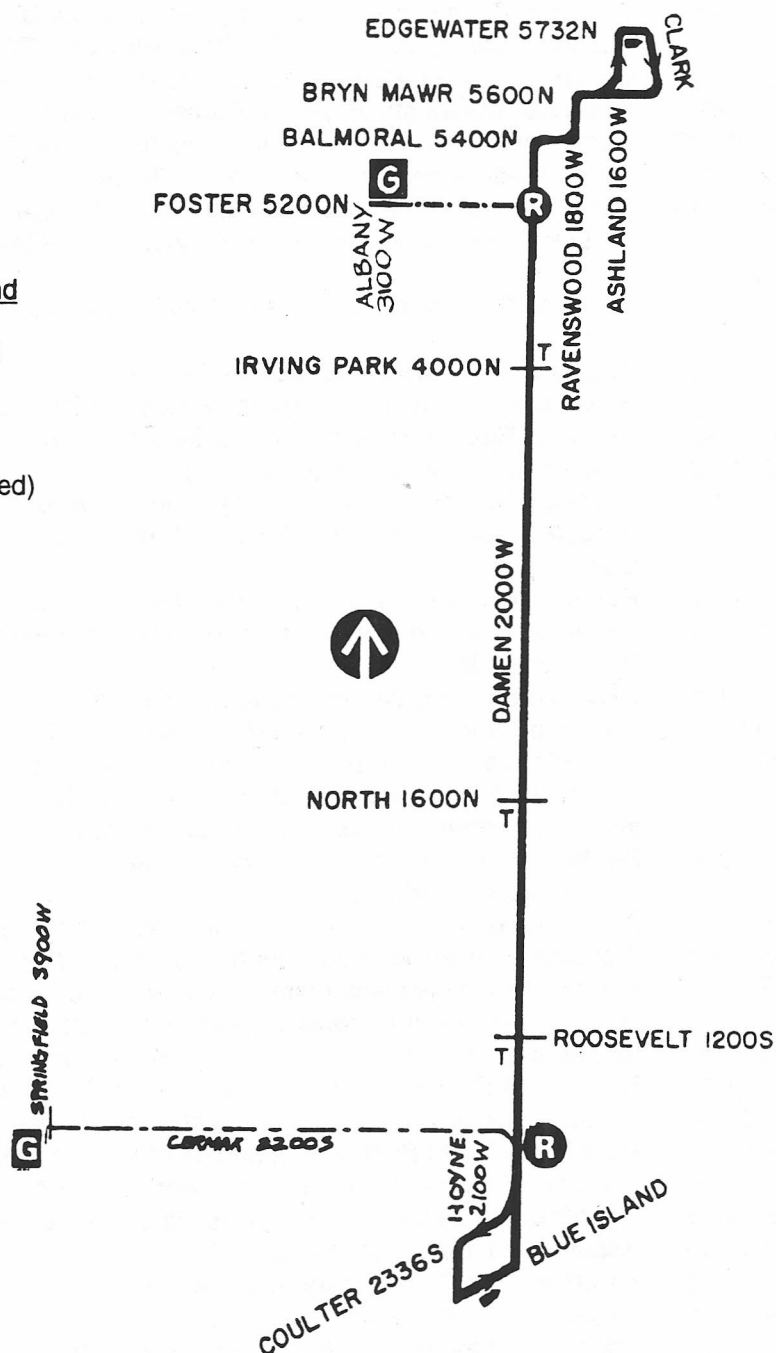 EDGEWATER 5732N
CLARK
BRYN MAWR 5600N
BALMORAL 5400N
G
FOSTER 5200N
R
ALBANY
3100W
RAVENSWOOD 1800W
ASHLAND 1600W
nd
IRVING PARK 4000N
T
ed)
DAMEN 2000W
NORTH 1600N
T
SPRINGFIELD 3900W
ROOSEVELT 1200S
T
G
CERMAK 2200S
R
HOYNE
2100W
COULTER 2336S
BLUE ISLAND